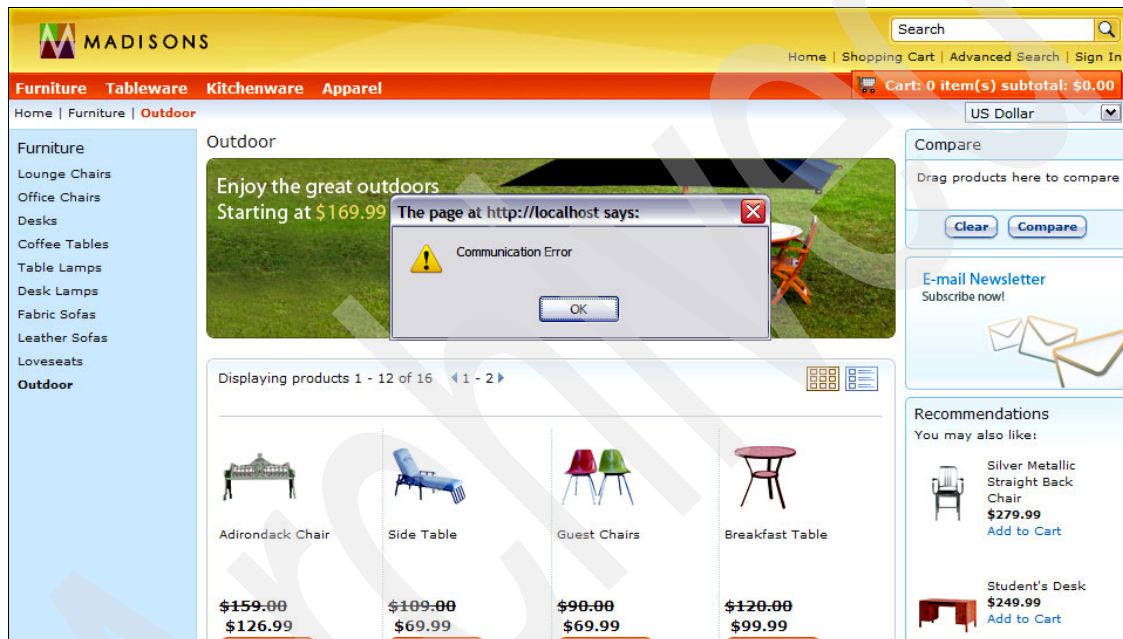 MADISONS
Search
Home | Shopping Cart | Advanced Search | Sign In
Furniture Tableware Kitchenware Apparel
Cart: 0 item(s) subtotal: $0.00
Home | Furniture | Outdoor
US Dollar
Furniture
Lounge Chairs
Office Chairs
Desks
Coffee Tables
Table Lamps
Desk Lamps
Fabric Sofas
Leather Sofas
Loveseats
Outdoor
Outdoor
Enjoy the great outdoors
Starting at $169.99
The page at http://localhost says:
Communication Error
OK
Displaying products 1 - 12 of 16 1 - 2
Adirondack Chair
Side Table
Guest Chairs
Breakfast Table
$159.00
$109.00
$90.00
$120.00
$126.99
$69.99
$69.99
$99.99
Compare
Drag products here to compare
Clear
Compare
E-mail Newsletter
Subscribe now!
Recommendations
You may also like:
Silver Metallic
Straight Back
Chair
$279.99
Add to Cart
Student's Desk
$249.99
Add to Cart